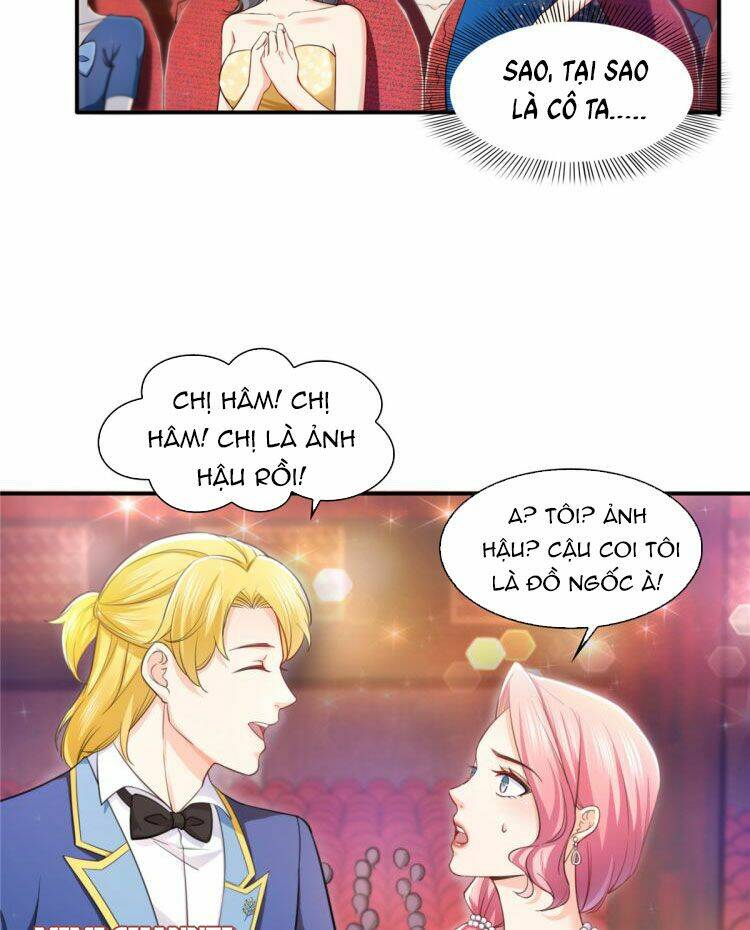 SAO, TẠI SAO
LÀ CÔ TA.....
CHỊ HÂM! CHỊ
HÂM! CHỊ LÀ ẢNH
HẬU RỒI!
A? TÔI? ẢNH
HẬU? CẬU COI TÔI
LÀ ĐỒ NGỐC À!